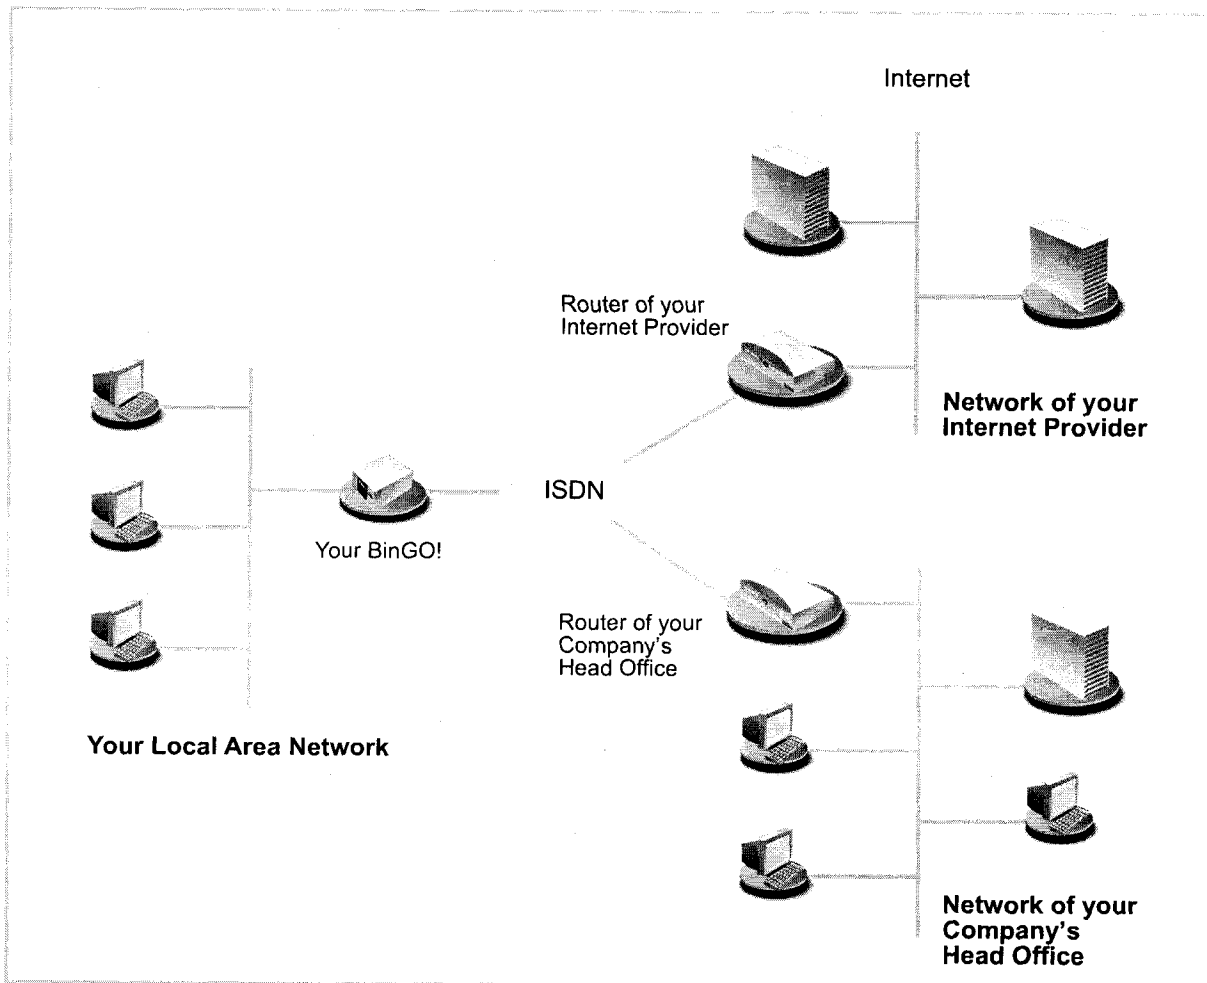 Internet
Router of your
Internet Provider
Network of your
Internet Provider
ISDN
Your BinGO!
Router of your
Company's
Head Office
Your Local Area Network
Network of your
Company's
Head Office